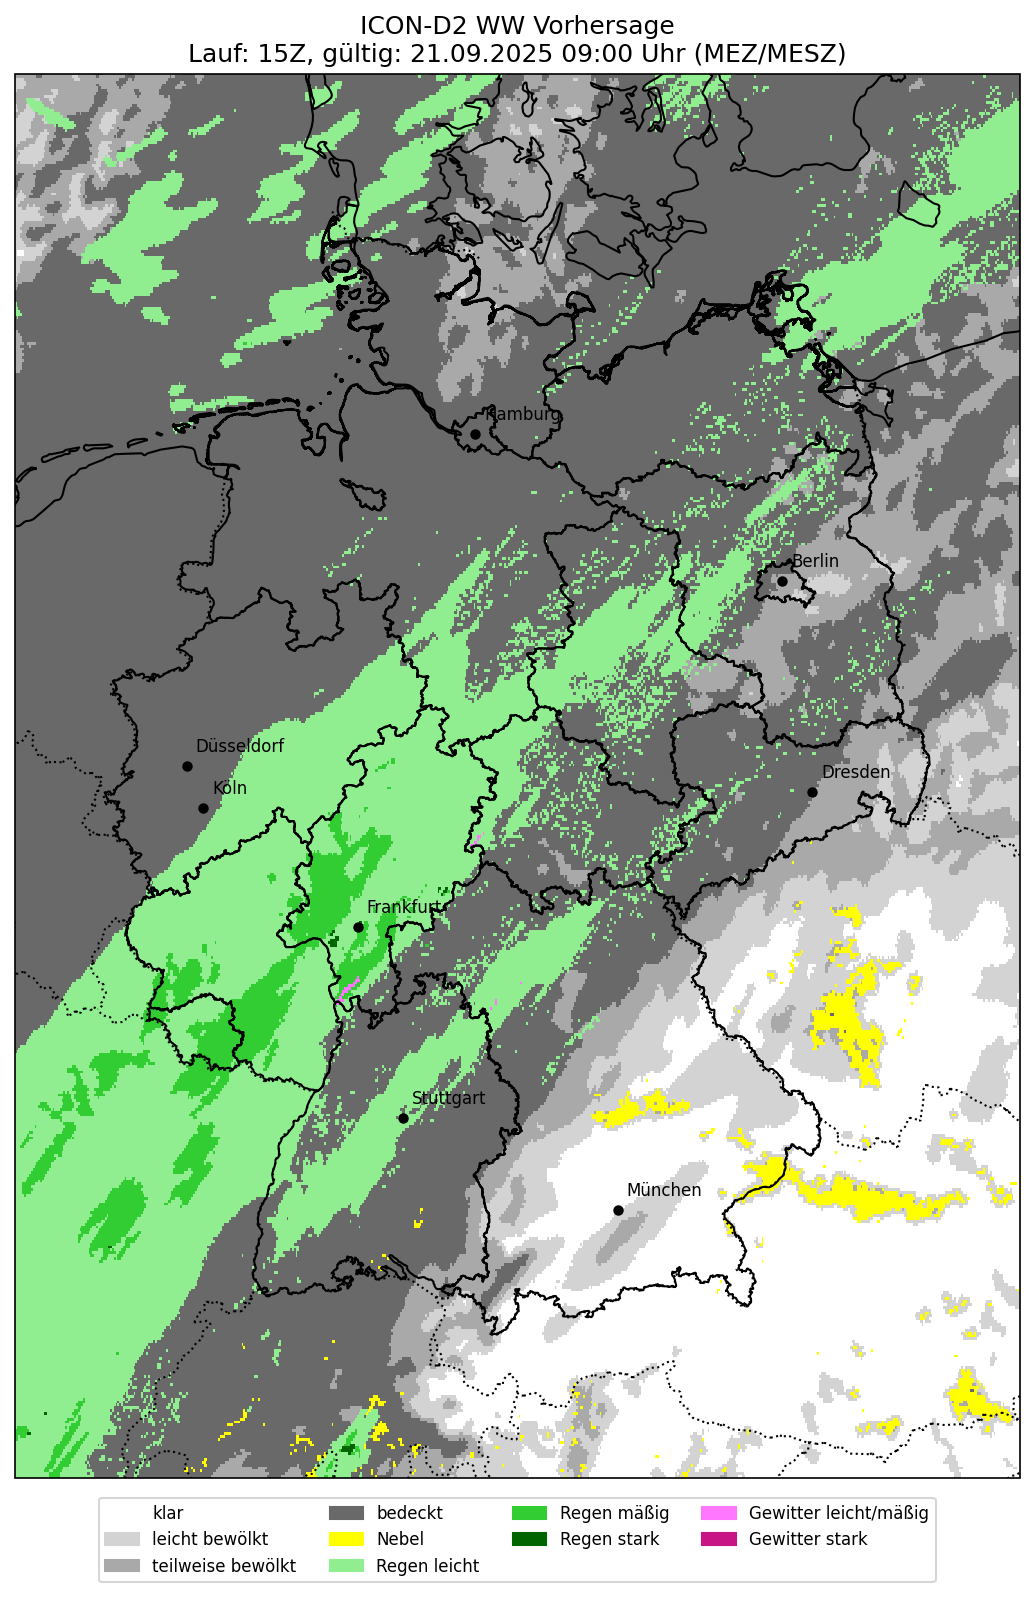 ICON-D2 WW Vorhersage
Lauf: 15Z, gültig: 21.09.2025 09:00 Uhr (MEZ/MESZ)
Hamburg
Berlin
Düsseldorf
Köln
Dresden
Frankfurt
Stuttgart
München
klar
leicht bewölkt
teilweise bewölkt
bedeckt
Nebel
Regen leicht
Regen mäßig
Regen stark
Gewitter leicht/mäßig
Gewitter stark